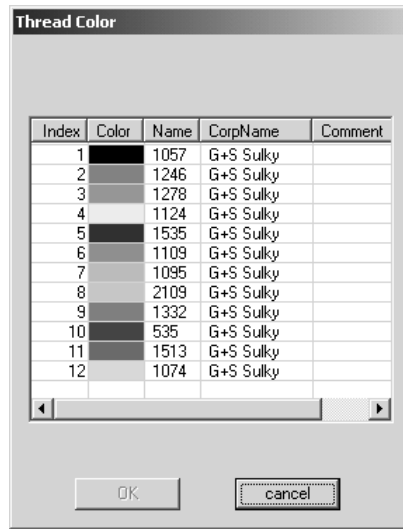 Thread Color
Index Color Name CorpName Comment
1 1057 G+S Sulky
2 1246 G+S Sulky
3 1278 G+S Sulky
4 1124 G+S Sulky
5 1535 G+S Sulky
6 1109 G+S Sulky
7 1095 G+S Sulky
8 2109 G+S Sulky
9 1332 G+S Sulky
10 535 G+S Sulky
11 1513 G+S Sulky
12 1074 G+S Sulky
OK cancel